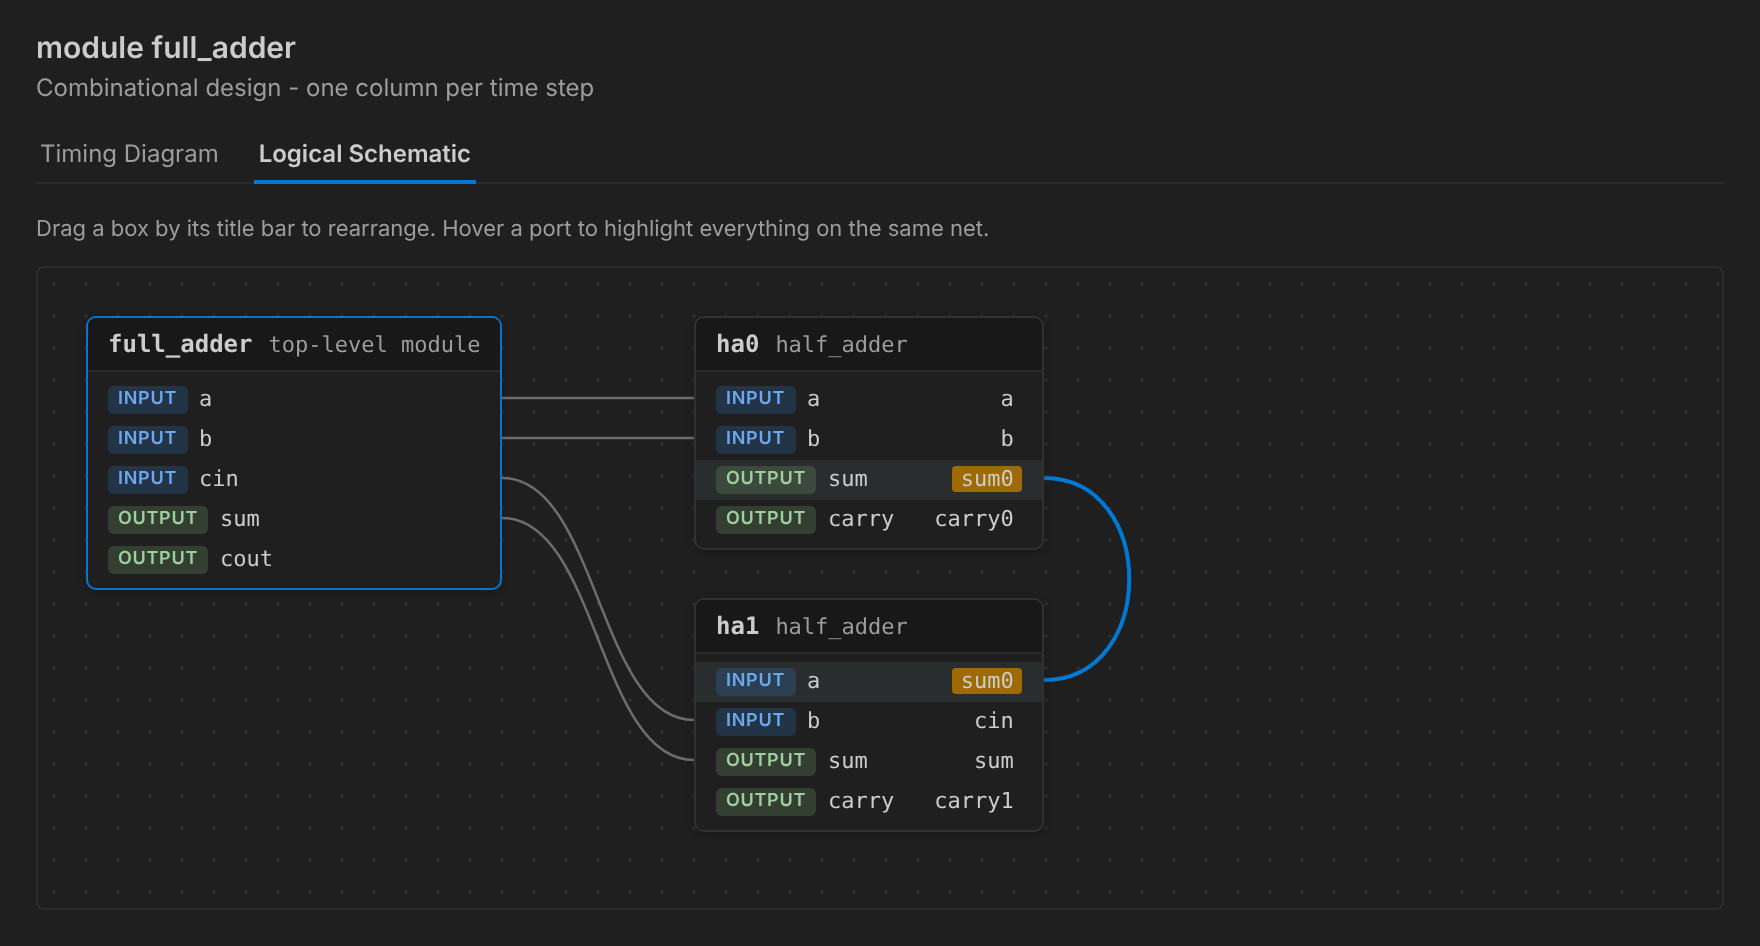 module full_adder
Combinational design - one column per time step
Timing Diagram Logical Schematic
Drag a box by its title bar to rearrange. Hover a port to highlight everything on the same net.
full_adder top-level module
INPUT a
INPUT b
INPUT cin
OUTPUT sum
OUTPUT cout
ha0 half_adder
INPUT a a
INPUT b b
OUTPUT sum sum0
OUTPUT carry carry0
ha1 half_adder
INPUT a sum0
INPUT b cin
OUTPUT sum sum
OUTPUT carry carry1